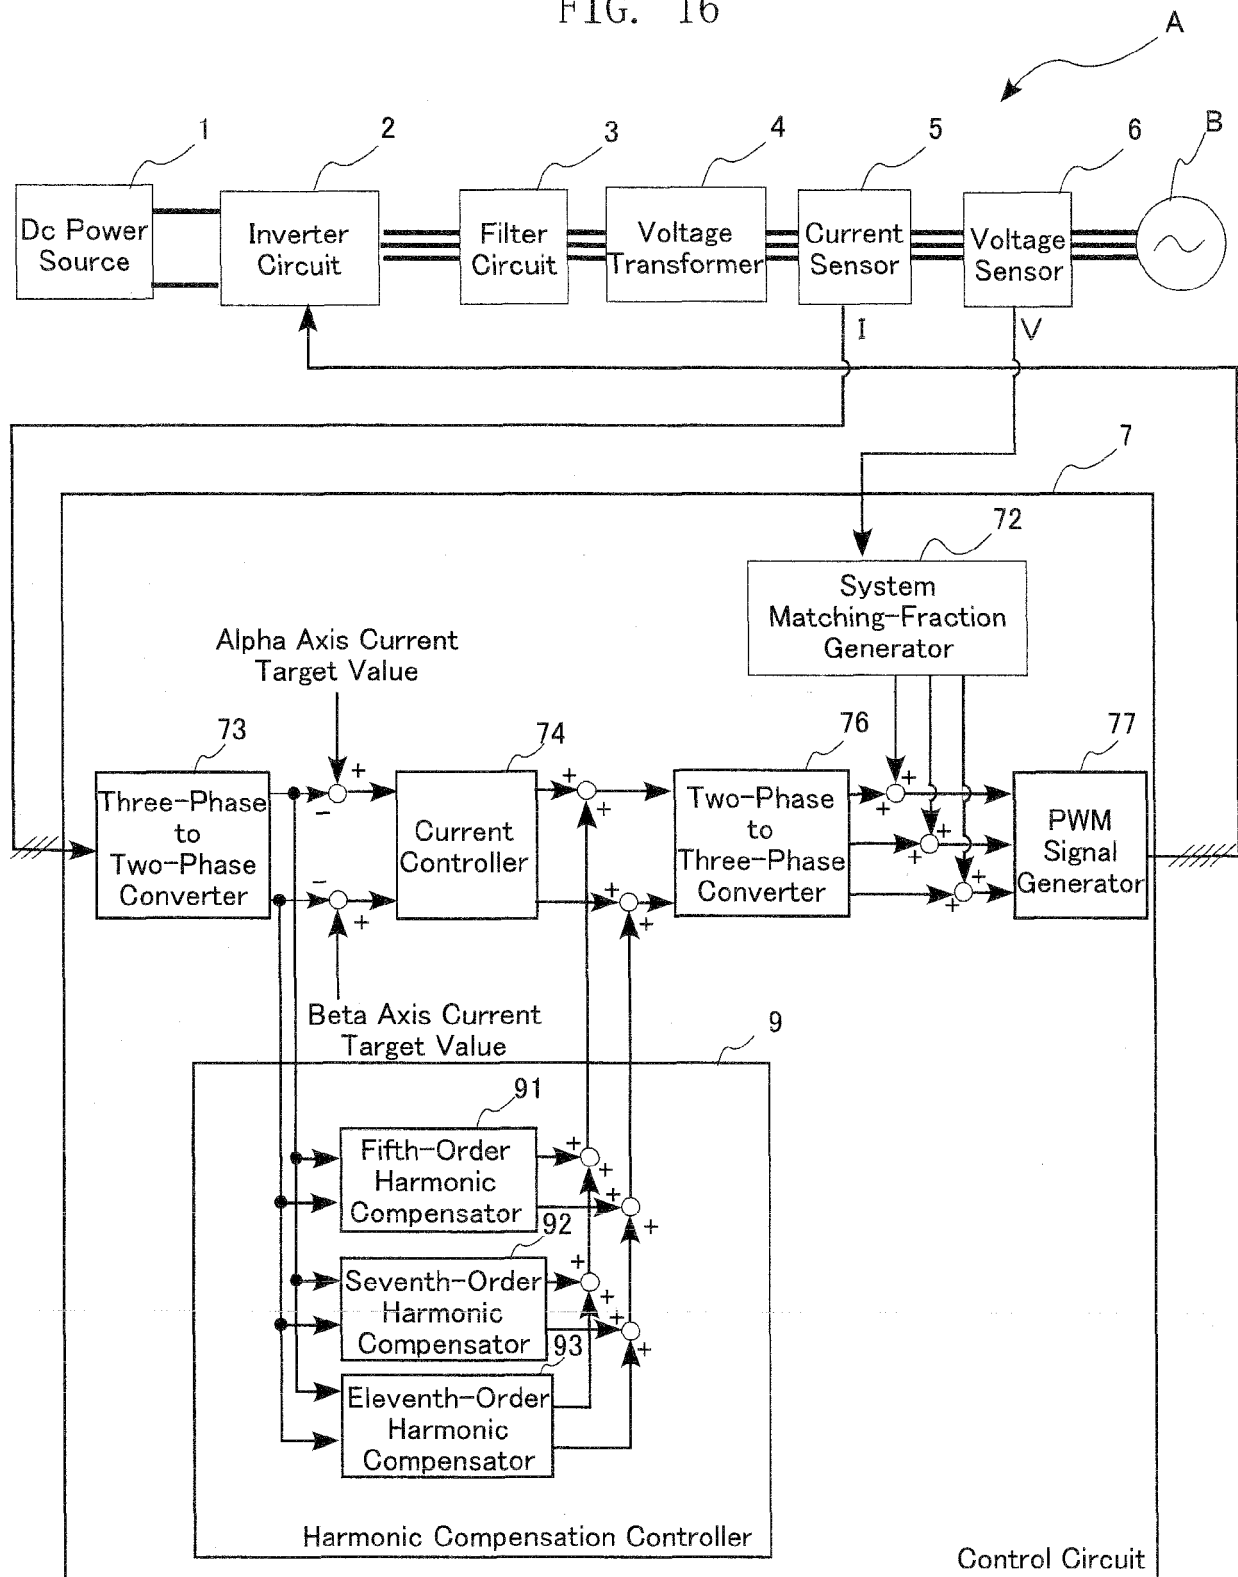 FIG. 16
A
1
2
3
4
5
6
B
Dc Power
Source
Inverter
Circuit
Filter
Circuit
Voltage
Transformer
Current
Sensor
Voltage
Sensor
I
V
7
72
System
Matching-Fraction
Generator
Alpha Axis Current
Target Value
73
74
76
77
Three-Phase
to
Two-Phase
Converter
+
−
−
+
Current
Controller
+
+
+
+
Two-Phase
to
Three-Phase
Converter
+
+
+
+
+
+
PWM
Signal
Generator
Beta Axis Current
Target Value
9
91
Fifth-Order
Harmonic
Compensator
+
+
+
+
92
Seventh-Order
Harmonic
Compensator
+
+
+
+
93
Eleventh-Order
Harmonic
Compensator
Harmonic Compensation Controller
Control Circuit